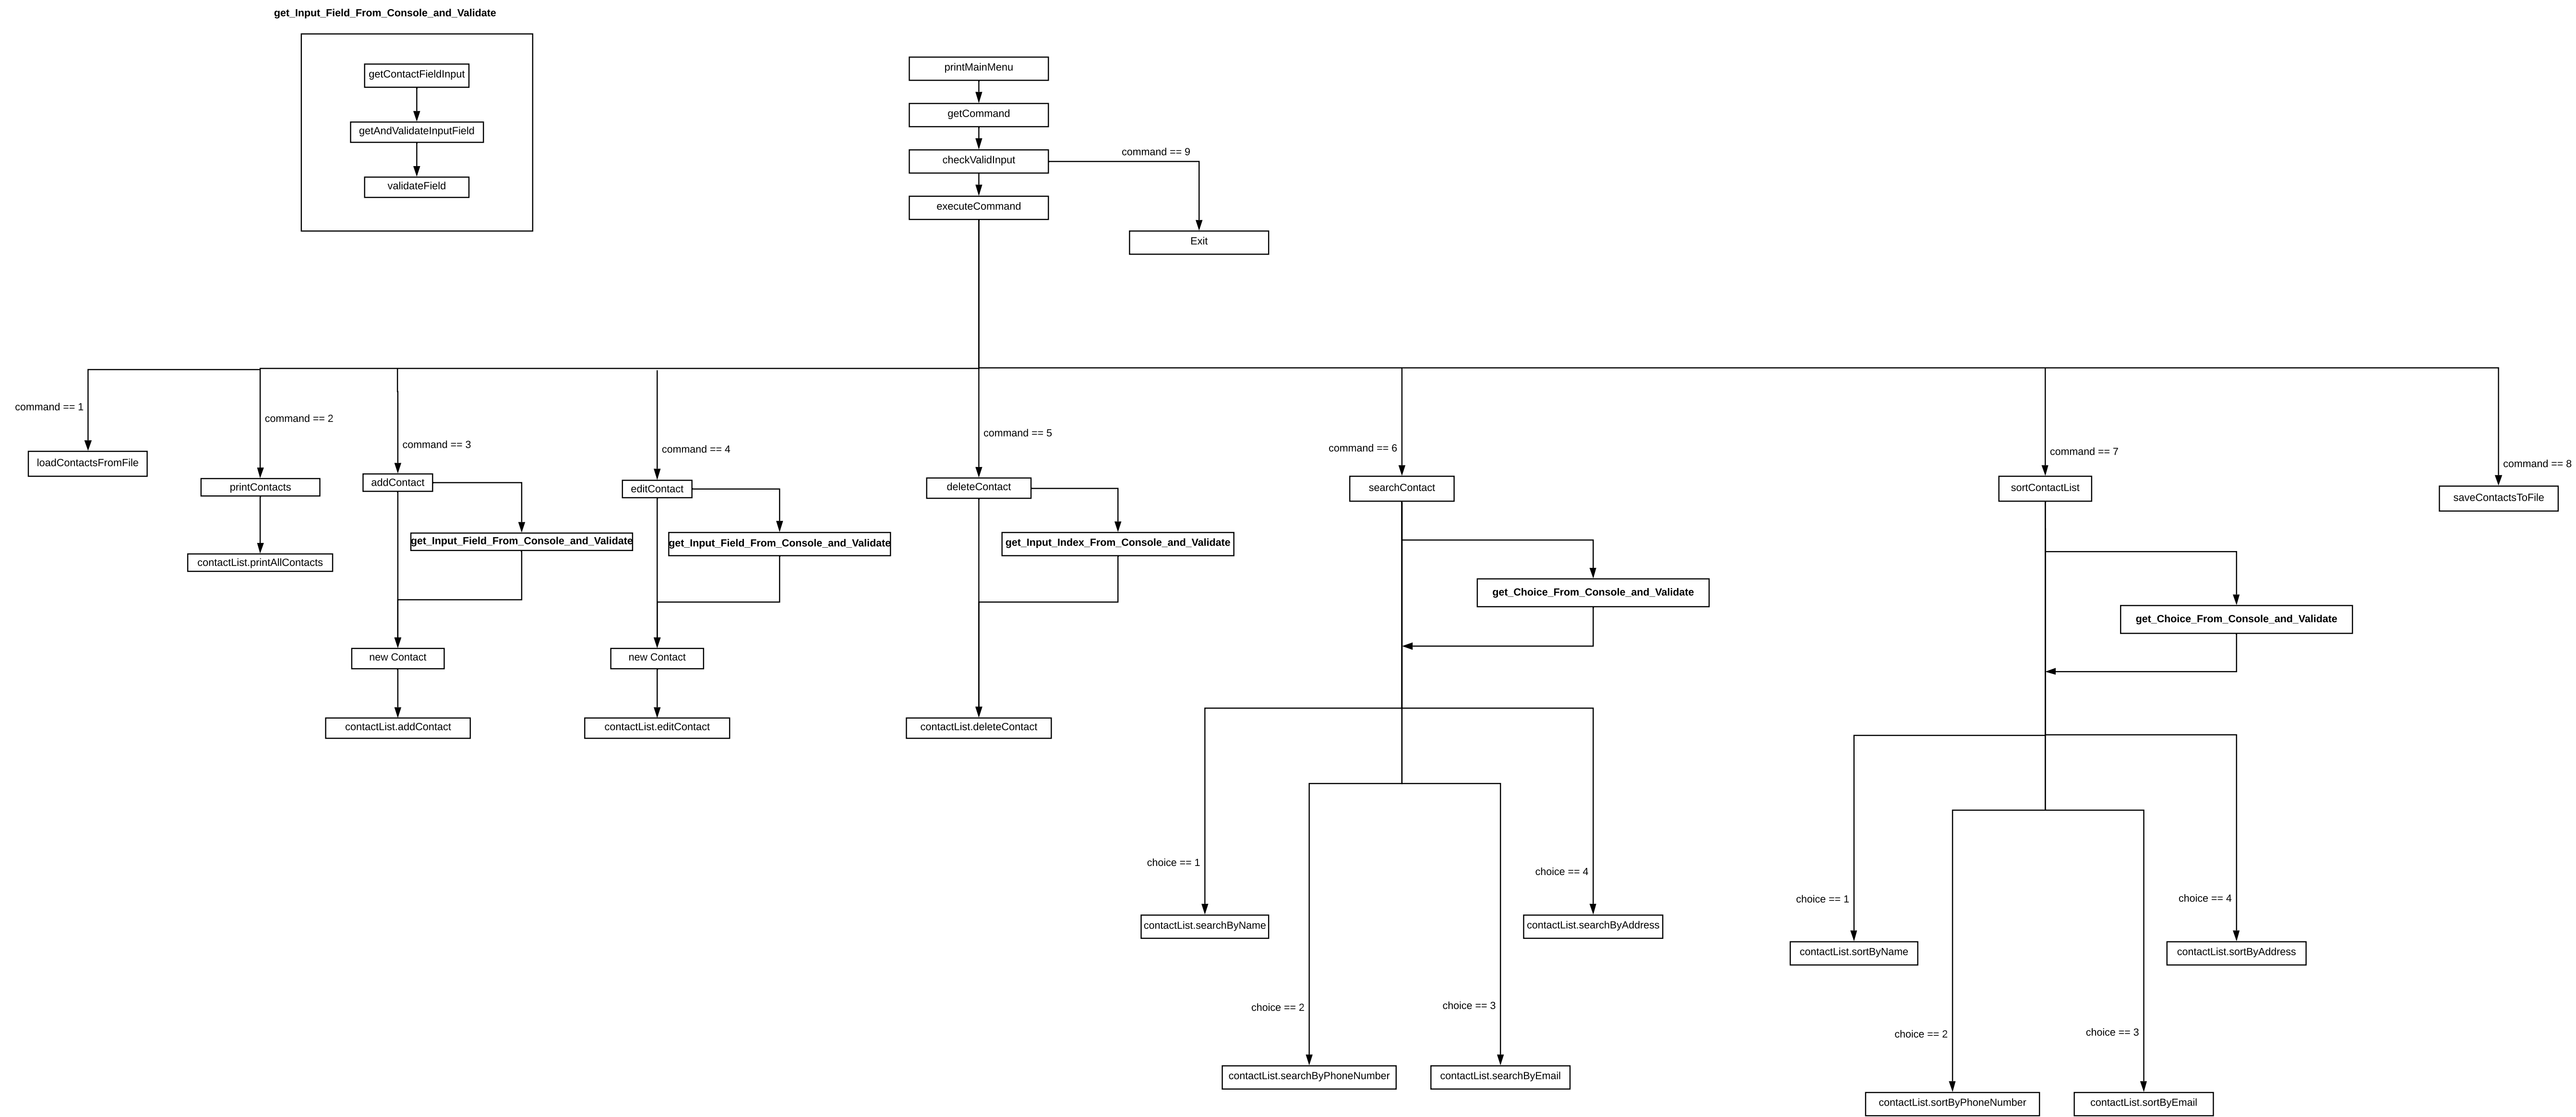 get_Input_Field_From_Console_and_Validate
getContactFieldInput
getAndValidateInputField
validateField
printMainMenu
getCommand
checkValidInput
command == 9
executeCommand
Exit
command == 1
loadContactsFromFile
command == 2
printContacts
contactList.printAllContacts
command == 3
addContact
get_Input_Field_From_Console_and_Validate
new Contact
contactList.addContact
command == 4
editContact
get_Input_Field_From_Console_and_Validate
new Contact
contactList.editContact
command == 5
deleteContact
get_Input_Index_From_Console_and_Validate
contactList.deleteContact
command == 6
searchContact
get_Choice_From_Console_and_Validate
choice == 1
contactList.searchByName
choice == 2
contactList.searchByPhoneNumber
choice == 3
contactList.searchByEmail
choice == 4
contactList.searchByAddress
command == 7
sortContactList
get_Choice_From_Console_and_Validate
choice == 1
contactList.sortByName
choice == 2
contactList.sortByPhoneNumber
choice == 3
contactList.sortByEmail
choice == 4
contactList.sortByAddress
command == 8
saveContactsToFile